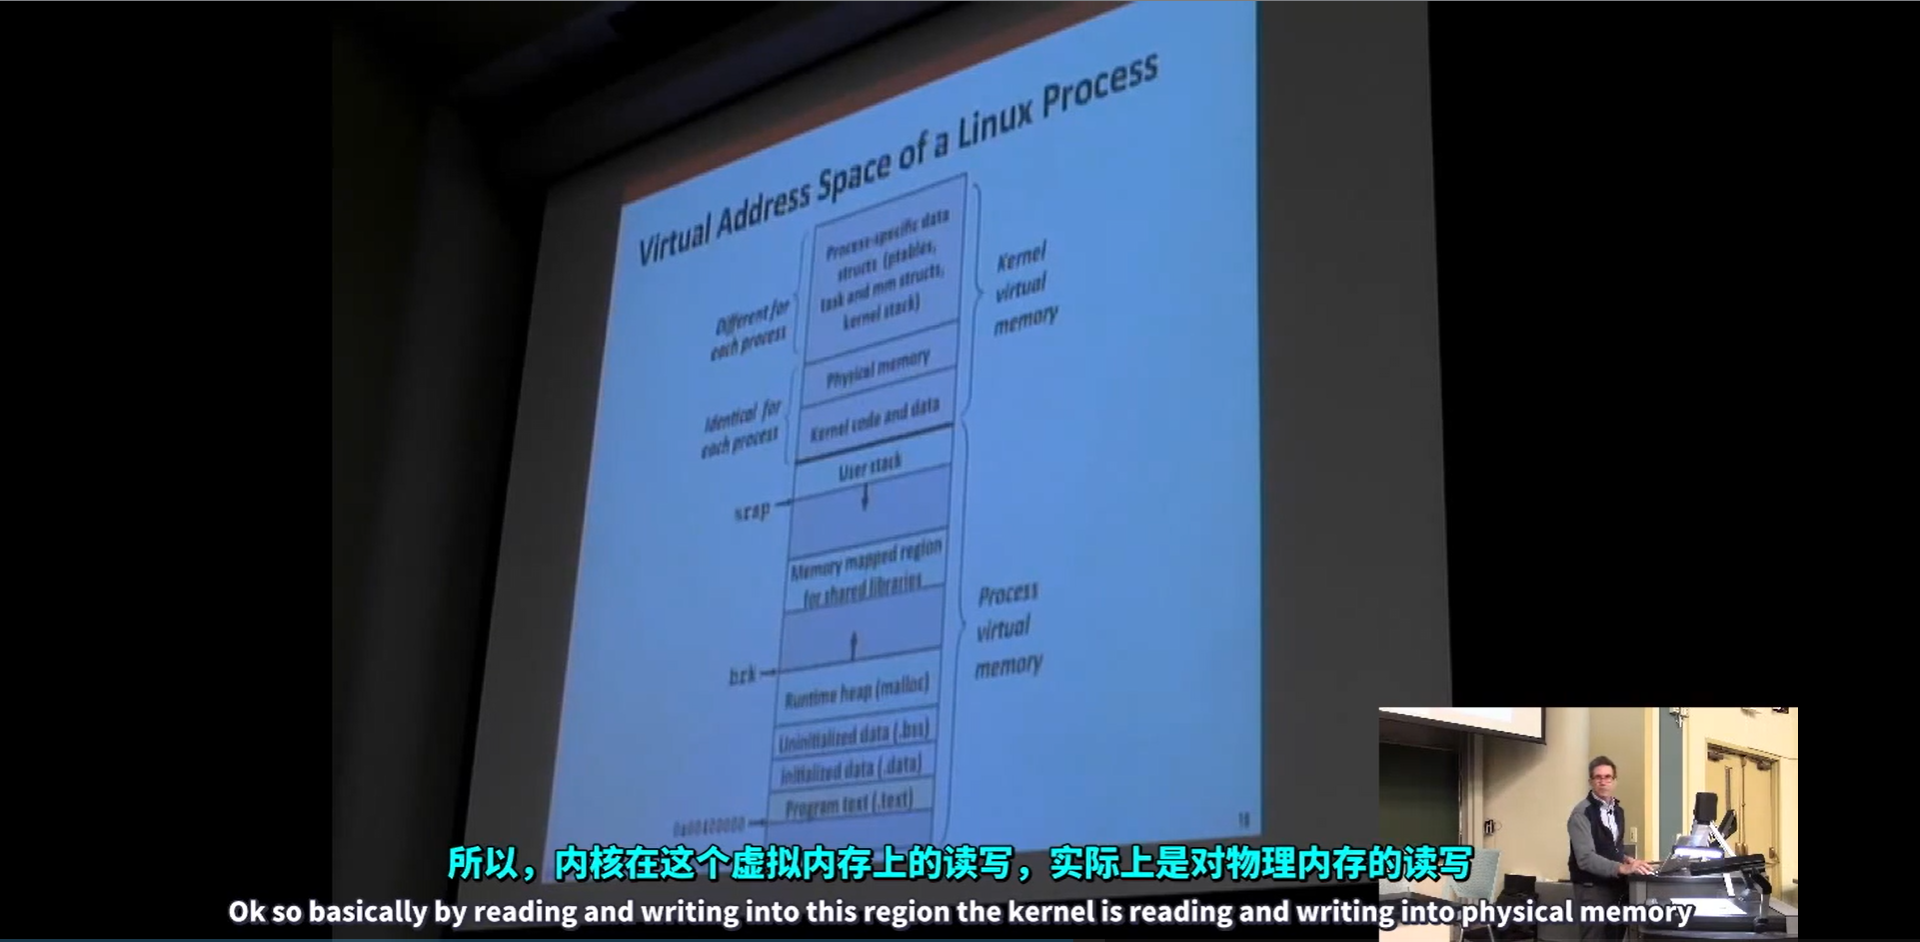 Virtual Address Space of a Linux Process
Process-specific data
structs (ptables,
task and mm structs,
kernel stack)
Different for
each process
Kernel
virtual
memory
Physical memory
Identical for
each process
Kernel code and data
User stack
%rsp
Memory mapped region
for shared libraries
Process
virtual
memory
brk
Runtime heap (malloc)
Uninitialized data (.bss)
Initialized data (.data)
Program text (.text)
0x00400000
18
所以，内核在这个虚拟内存上的读写，实际上是对物理内存的读写
Ok so basically by reading and writing into this region the kernel is reading and writing into physical memory